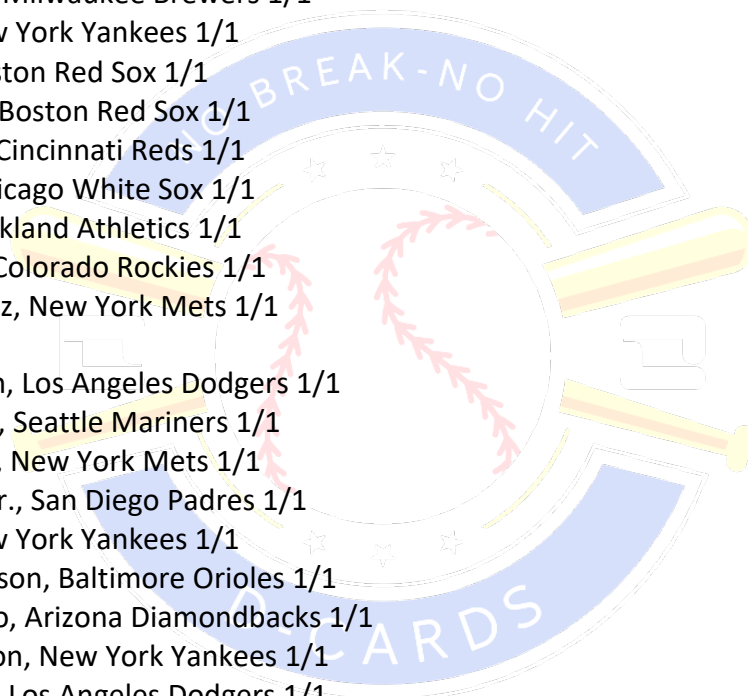 Milwaukee Brewers 1/1
York Yankees 1/1
Red Sox 1/1
Boston Red Sox 1/1
Cincinnati Reds 1/1
White Sox 1/1
Athletics 1/1
Colorado Rockies 1/1
z, New York Mets 1/1
, Los Angeles Dodgers 1/1
, Seattle Mariners 1/1
, New York Mets 1/1
r., San Diego Padres 1/1
York Yankees 1/1
son, Baltimore Orioles 1/1
o, Arizona Diamondbacks 1/1
on, New York Yankees 1/1
Los Angeles Dodgers 1/1
NO BREAK-NO HIT
D-CARDS